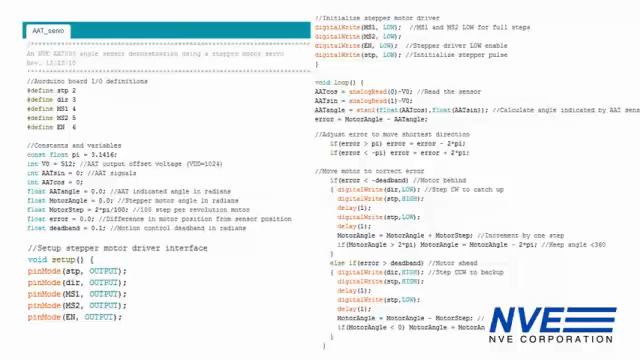 AAT_servo
/****************************************************************
An NVE AAT009 angle sensor demonstration using a stepper motor servo
Rev. 12/12/18
****************************************************************
//Aurduino board I/O definitions
#define stp 2
#define dir 3
#define MS1 4
#define MS2 5
#define EN 6
//Constants and variables
const float pi = 3.1416;
int V0 = 512; //AAT output offset voltage (VDD=1024)
int AATsin = 0; //AAT signals
int AATcos = 0;
float AATangle = 0.0; //AAT indicated angle in radians
float MotorAngle = 0.0; //Stepper motor angle in radians
float MotorStep = 2*pi/100; //100 step per revolution motor
float error = 0.0; //Difference in motor position from sensor position
float deadband = 0.1; //Motion control deadband in radians
//Setup stepper motor driver interface
void setup() {
pinMode(stp, OUTPUT);
pinMode(dir, OUTPUT);
pinMode(MS1, OUTPUT);
pinMode(MS2, OUTPUT);
pinMode(EN, OUTPUT);
//Initialize stepper motor driver
digitalWrite(MS1, LOW); //MS1 and MS2 LOW for full steps
digitalWrite(MS2, LOW);
digitalWrite(EN, LOW); //Stepper driver LOW enable
digitalWrite(stp, LOW); //Inititialize stepper pulse
}
void loop() {
AATcos = analogRead(0)-V0; //Read the sensor
AATsin = analogRead(1)-V0;
AATangle = atan2(float(AATcos),float(AATsin)); //Calculate angle indicated by AAT sens
error = MotorAngle - AATangle;
//Adjust error to move shortest direction
if(error > pi) error = error - 2*pi;
if(error < -pi) error = error + 2*pi;
//Move motor to correct error
if(error < -deadband) //Motor behind
{ digitalWrite(dir,LOW); //Step CW to catch up
digitalWrite(stp,HIGH);
delay(1);
digitalWrite(stp,LOW);
delay(1);
MotorAngle = MotorAngle + MotorStep; //Increment by one step
if(MotorAngle > 2*pi) MotorAngle = MotorAngle - 2*pi; //Keep angle <360
}
else if(error > deadband) //Motor ahead
{ digitalWrite(dir,HIGH); //Step CCW to backup
digitalWrite(stp,HIGH);
delay(1);
digitalWrite(stp,LOW);
delay(1);
MotorAngle = MotorAngle - MotorStep; //
if(MotorAngle < 0) MotorAngle = MotorAn
}
}
NVE
NVE CORPORATION